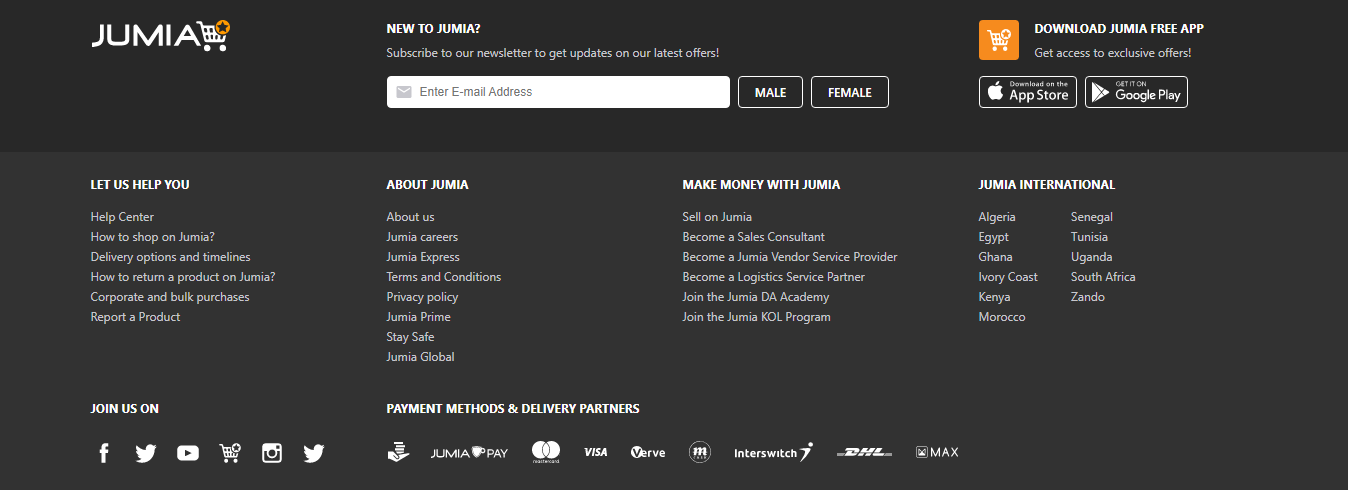 JUMIA
NEW TO JUMIA?
Subscribe to our newsletter to get updates on our latest offers!
Enter E-mail Address
MALE
FEMALE
DOWNLOAD JUMIA FREE APP
Get access to exclusive offers!
Download on the
App Store
GET IT ON
Google Play
LET US HELP YOU
Help Center
How to shop on Jumia?
Delivery options and timelines
How to return a product on Jumia?
Corporate and bulk purchases
Report a Product
ABOUT JUMIA
About us
Jumia careers
Jumia Express
Terms and Conditions
Privacy policy
Jumia Prime
Stay Safe
Jumia Global
MAKE MONEY WITH JUMIA
Sell on Jumia
Become a Sales Consultant
Become a Jumia Vendor Service Provider
Become a Logistics Service Partner
Join the Jumia DA Academy
Join the Jumia KOL Program
JUMIA INTERNATIONAL
Algeria
Egypt
Ghana
Ivory Coast
Kenya
Morocco
Senegal
Tunisia
Uganda
South Africa
Zando
JOIN US ON
PAYMENT METHODS & DELIVERY PARTNERS
JUMIA PAY
mastercard
VISA
Verve
m
CASH
Interswitch
DHL
MAX